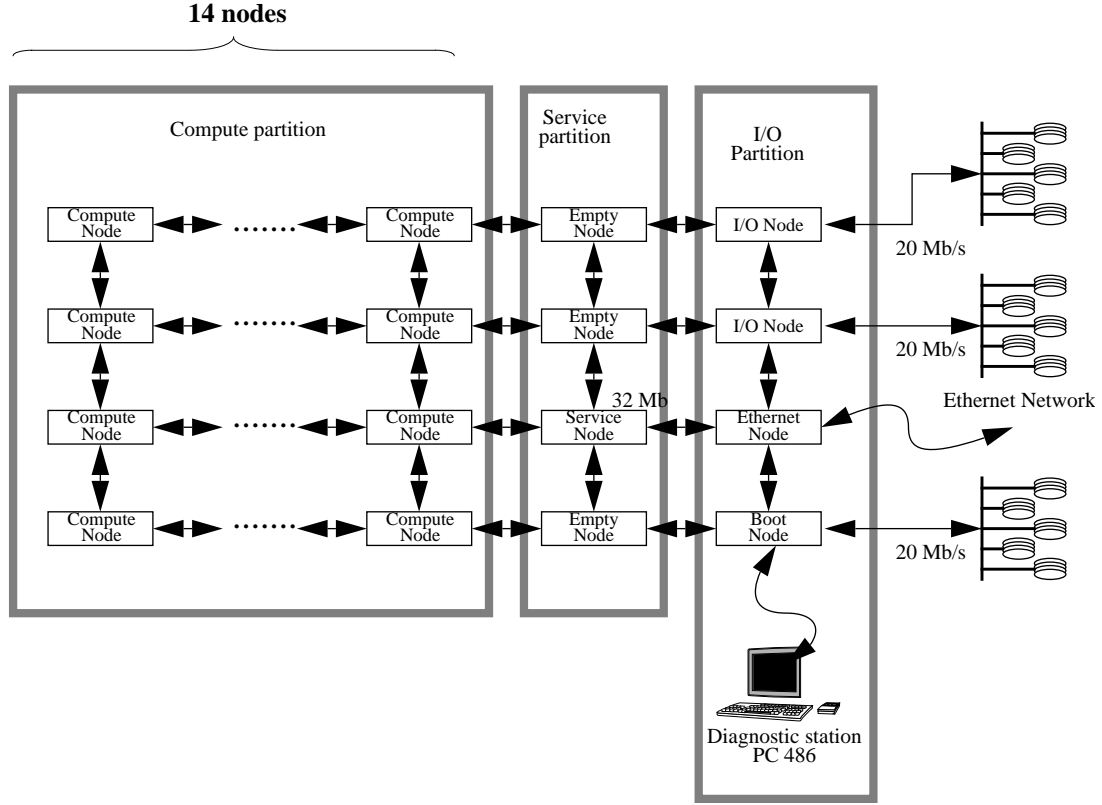 14 nodes
Compute partition
Service
partition
I/O
Partition
Compute
Node
.......
Compute
Node
Empty
Node
I/O Node
20 Mb/s
Compute
Node
.......
Compute
Node
Empty
Node
I/O Node
20 Mb/s
32 Mb
Ethernet Network
Compute
Node
.......
Compute
Node
Service
Node
Ethernet
Node
Compute
Node
.......
Compute
Node
Empty
Node
Boot
Node
20 Mb/s
Diagnostic station
PC 486